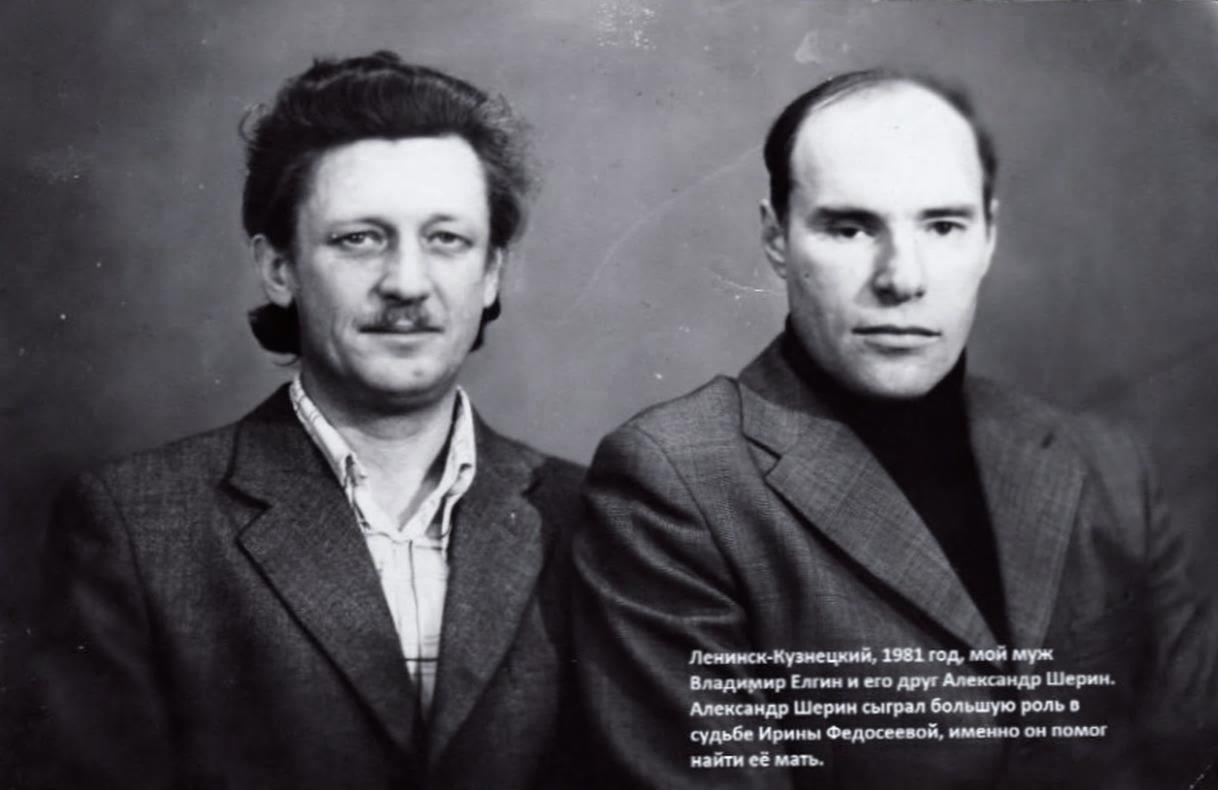 Ленинск-Кузнецкий, 1981 год, мой муж
Владимир Елгин и его друг Александр Шерин.
Александр Шерин сыграл большую роль в
судьбе Ирины Федосеевой, именно он помог
найти её мать.